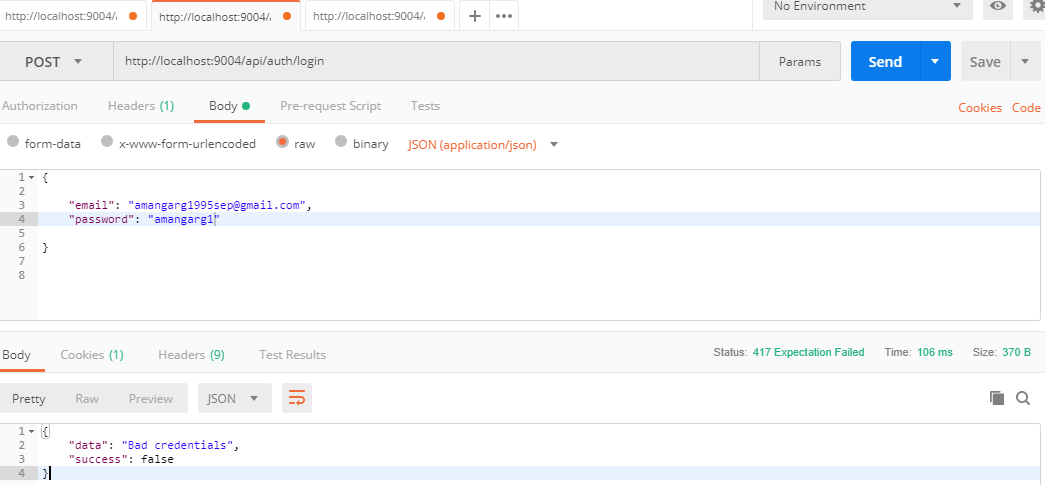 http://localhost:9004/a http://localhost:9004/a http://localhost:9004/a + ••• No Environment
POST http://localhost:9004/api/auth/login Params Send Save
Authorization Headers (1) Body Pre-request Script Tests Cookies Code
form-data x-www-form-urlencoded raw binary JSON (application/json)
1 {
2
3 "email": "amangarg1995sep@gmail.com",
4 "password": "amangarg1"
5
6 }
7
8
Body Cookies (1) Headers (9) Test Results Status: 417 Expectation Failed Time: 106 ms Size: 370 B
Pretty Raw Preview JSON
1 {
2 "data": "Bad credentials",
3 "success": false
4 }